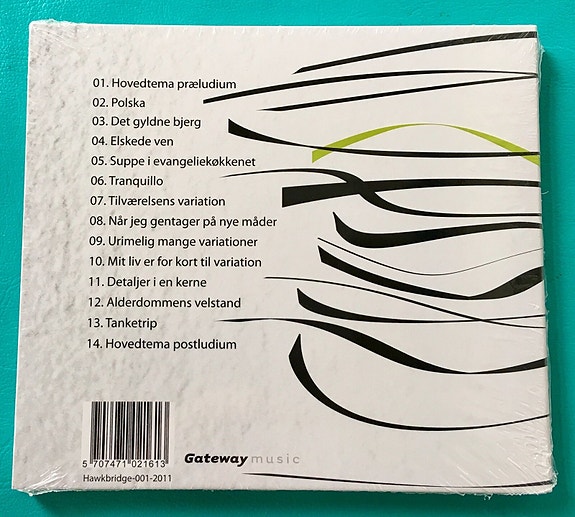 01. Hovedtema præludium
02. Polska
03. Det gyldne bjerg
04. Elskede ven
05. Suppe i evangeliekøkkenet
06. Tranquillo
07. Tilværelsens variation
08. Når jeg gentager på nye måder
09. Urimelig mange variationer
10. Mit liv er for kort til variation
11. Detaljer i en kerne
12. Alderdommens velstand
13. Tanketrip
14. Hovedtema postludium
5 707471 021613
Gateway music
Hawkbridge-001-2011